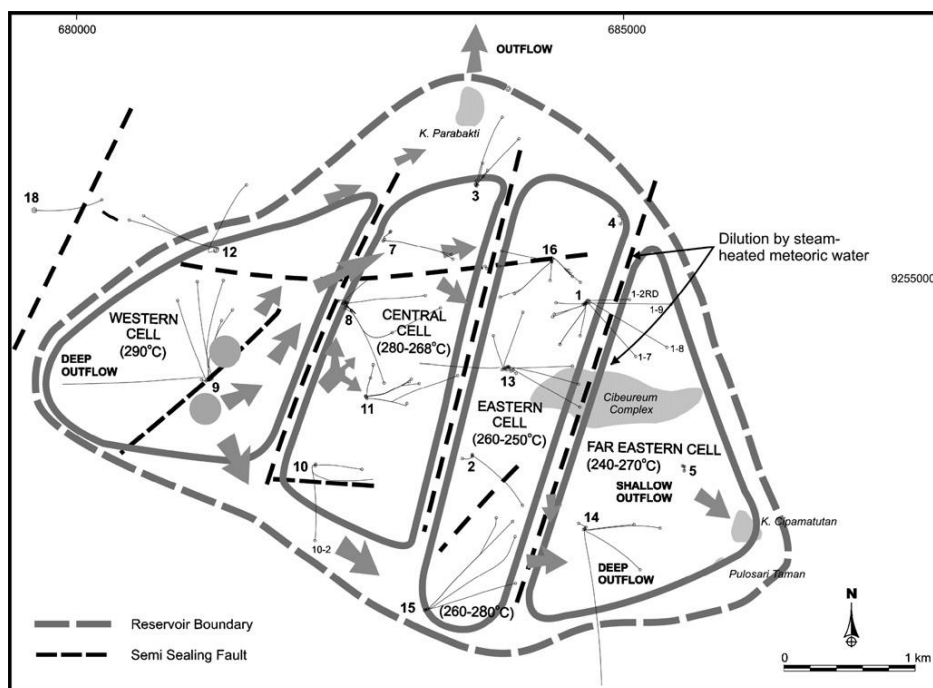 680000
685000
OUTFLOW
K. Parabakti
18
3
12
4
7
16
Dilution by steam-
heated meteoric water
9255000
1
1-2RD
1-9
8
WESTERN
CELL
(290°C)
CENTRAL
CELL
(280-268°C)
1-8
1-7
DEEP
OUTFLOW
9
13
11
Cibeureum
Complex
EASTERN
CELL
(260-250°C)
FAR EASTERN CELL
(240-270°C)
10
2
5
SHALLOW
OUTFLOW
14
K. Cipamatutan
10-2
DEEP
OUTFLOW
Pulosari Taman
15
(260-280°C)
N
Reservoir Boundary
Semi Sealing Fault
0
1 km